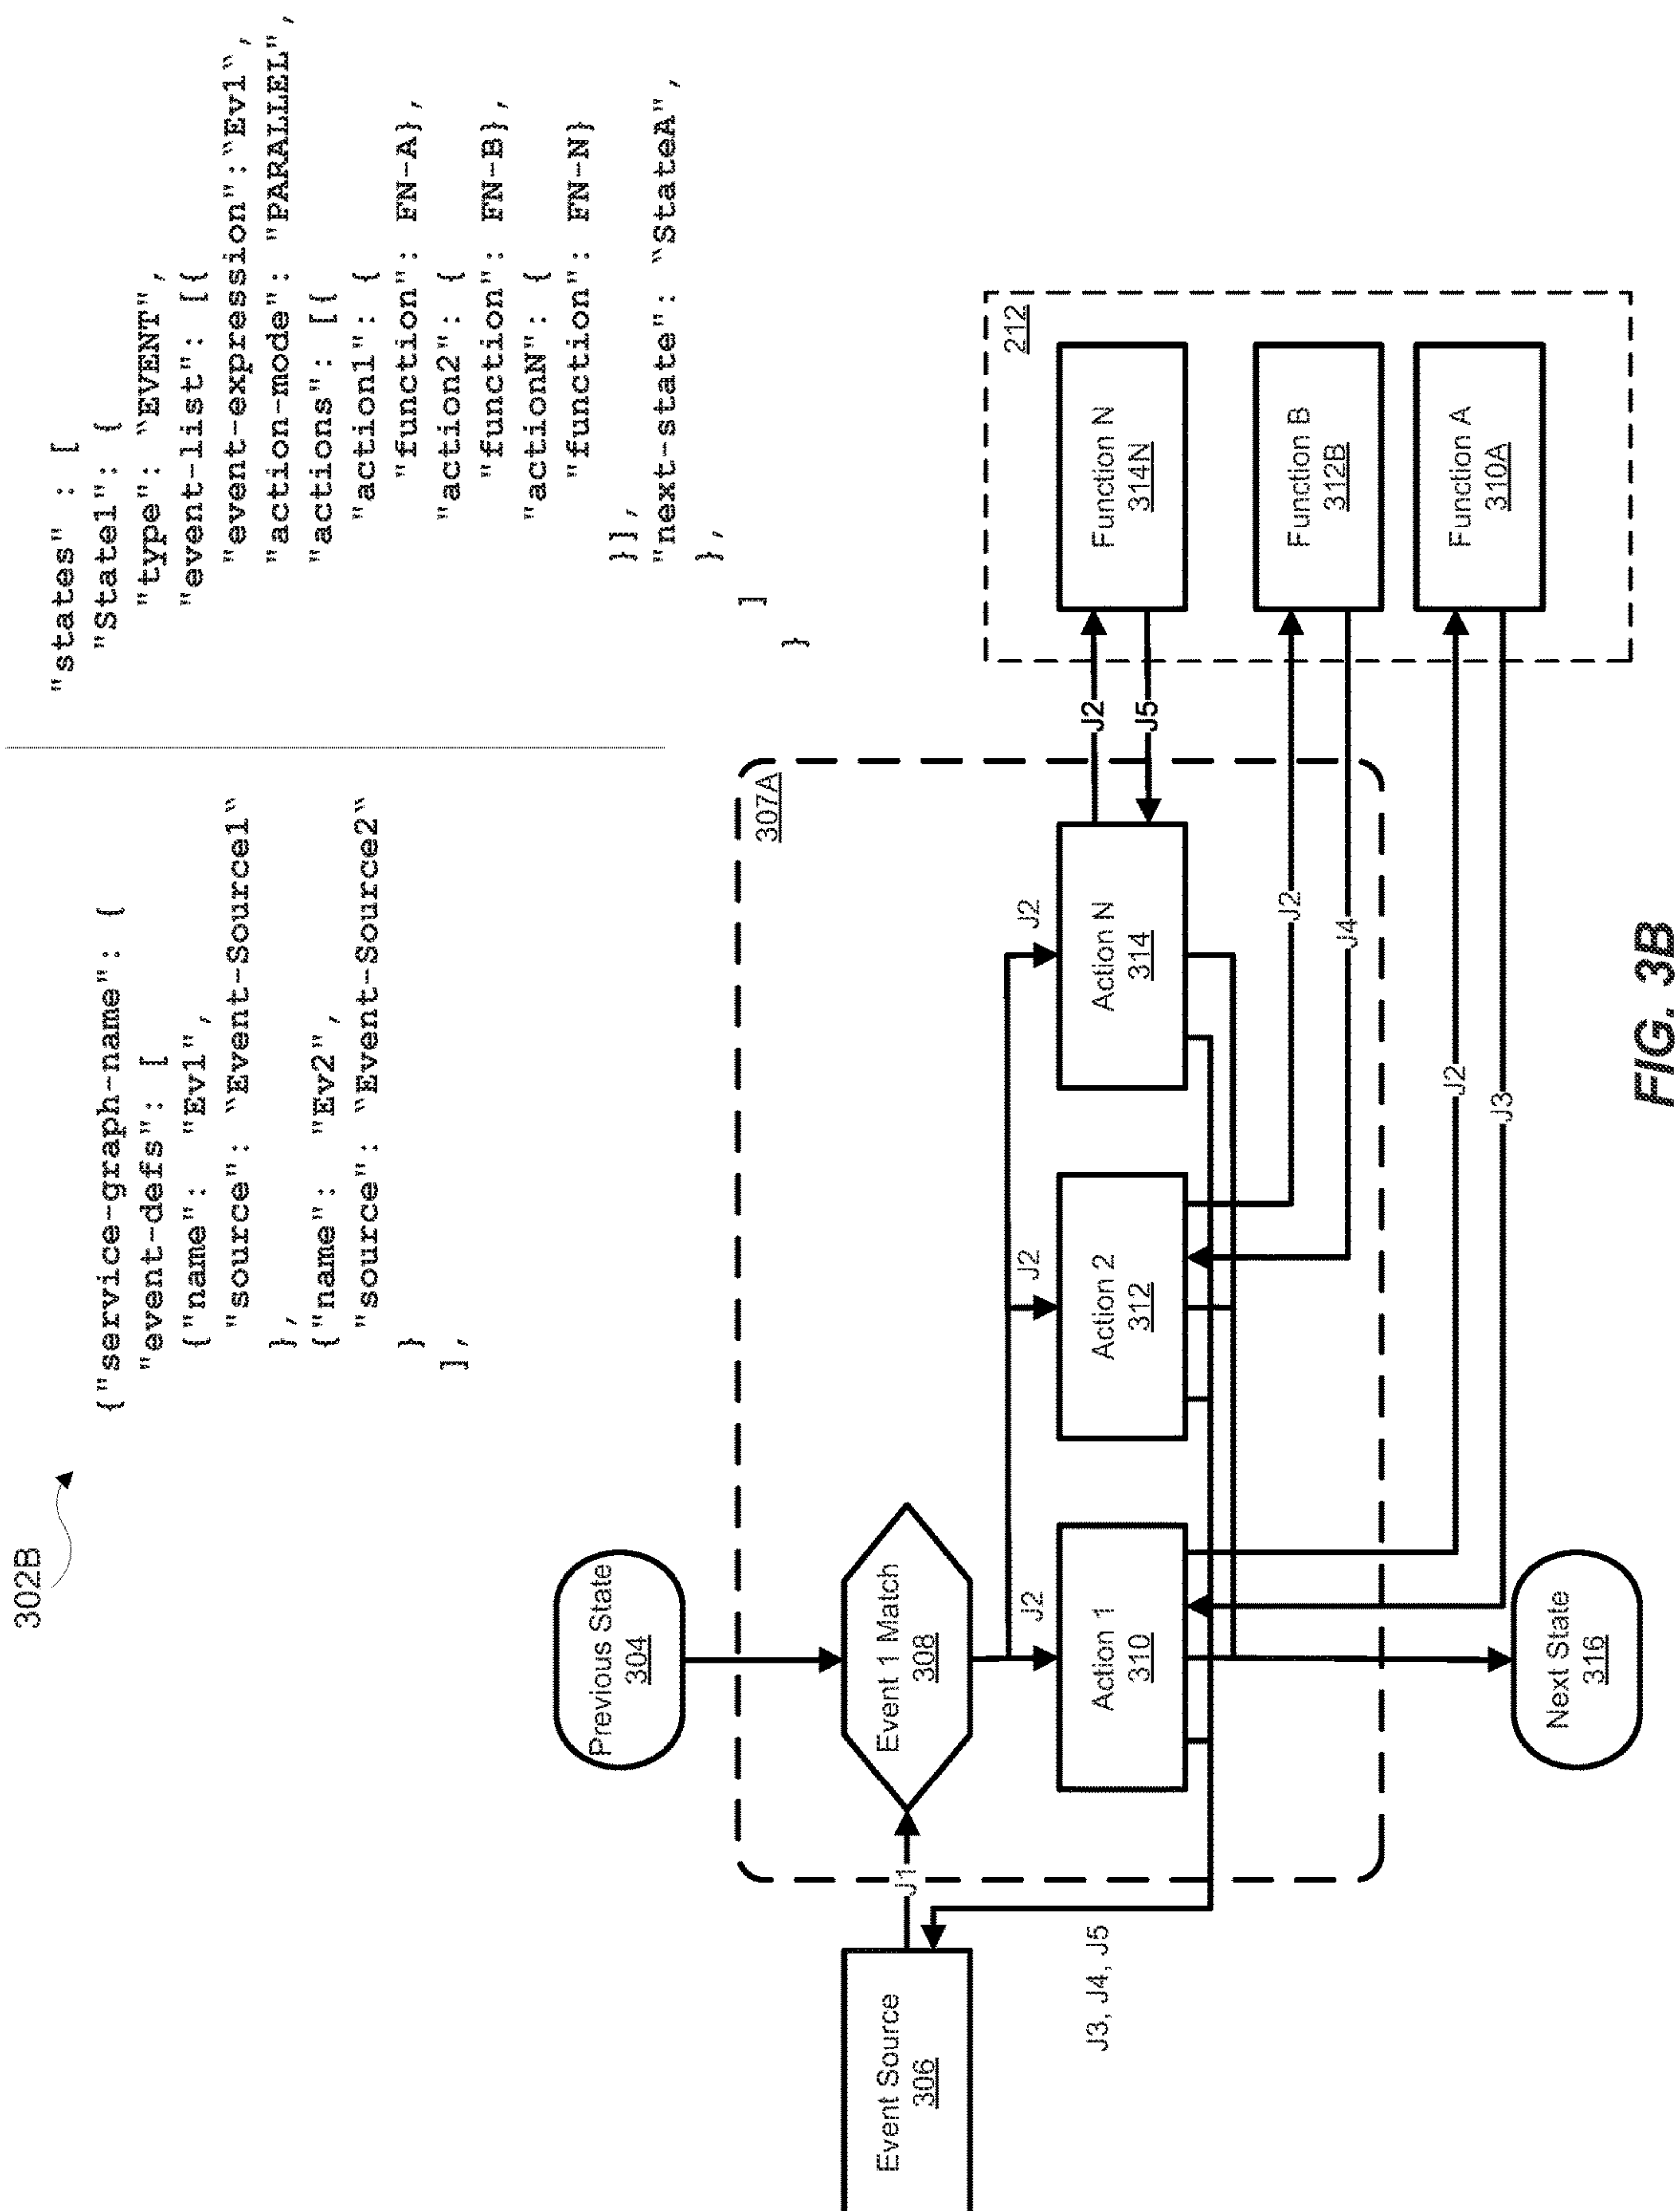 302B
{"service-graph-name": {
"event-defs": [
{"name": "Ev1",
"source": “Event-Source1“
},
{"name": "Ev2",
"source": “Event-Source2“
}
],
"states" : [
"State1": {
"type": “EVENT",
"event-list": [{
"event-expression":“Ev1“,
"action-mode": "PARALLEL",
"actions": [{
"action1": {
"function": FN-A},
"action2": {
"function": FN-B},
"actionN": {
"function": FN-N}
}],
"next-state": “StateA",
},
]
}
Previous State
304
307A
212
Event Source
306
J1
Event 1 Match
308
J2
J2
J2
J3, J4, J5
Action 1
310
Action 2
312
Action N
314
J2
J5
Function N
314N
J2
J4
Function B
312B
J2
J3
Function A
310A
Next State
316
FIG. 3B